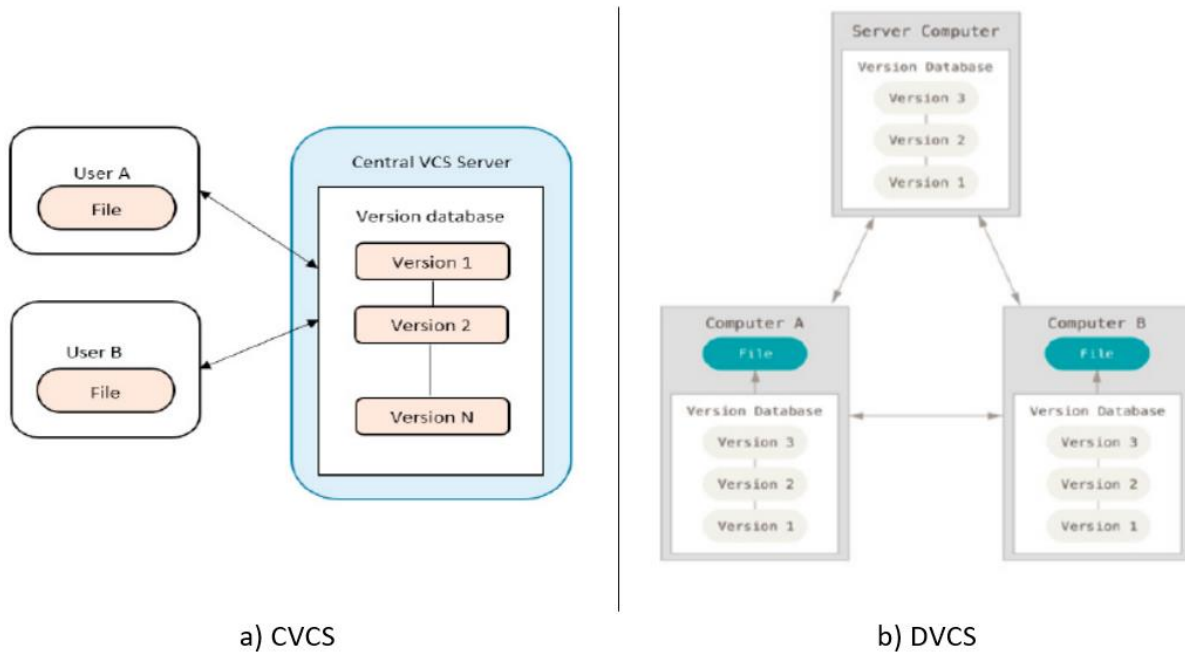 User A
File
User B
File
Central VCS Server
Version database
Version 1
Version 2
Version N
a) CVCS
Server Computer
Version Database
Version 3
Version 2
Version 1
Computer A
File
Version Database
Version 3
Version 2
Version 1
Computer B
File
Version Database
Version 3
Version 2
Version 1
b) DVCS